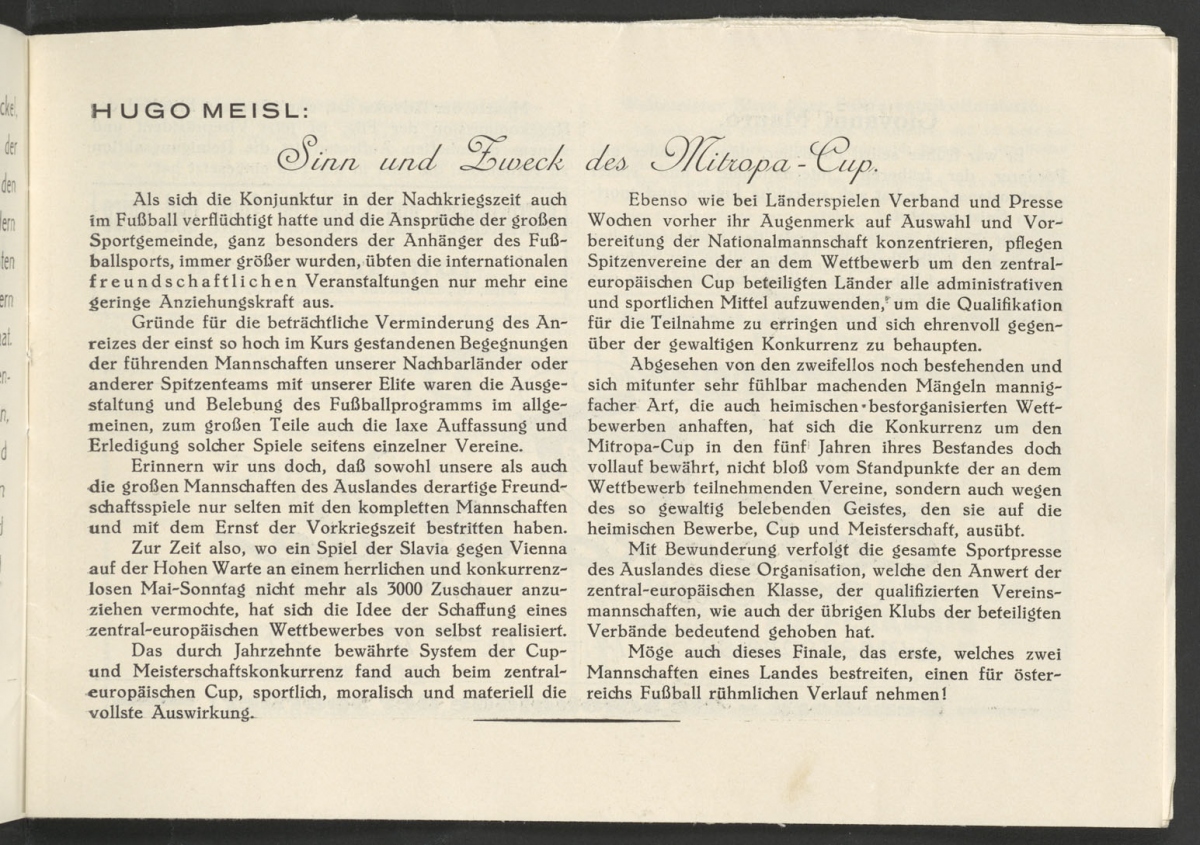 ckel,
der
den
lern
ten
ern
nat.
en-
n,
d
n
d
HUGO MEISL:
Sinn und Zweck des Mitropa-Cup.
Als sich die Konjunktur in der Nachkriegszeit auch
im Fußball verflüchtigt hatte und die Ansprüche der großen
Sportgemeinde, ganz besonders der Anhänger des Fuß-
ballsports, immer größer wurden, übten die internationalen
freundschaftlichen Veranstaltungen nur mehr eine
geringe Anziehungskraft aus.
Gründe für die beträchtliche Verminderung des An-
reizes der einst so hoch im Kurs gestandenen Begegnungen
der führenden Mannschaften unserer Nachbarländer oder
anderer Spitzenteams mit unserer Elite waren die Ausge-
staltung und Belebung des Fußballprogramms im allge-
meinen, zum großen Teile auch die laxe Auffassung und
Erledigung solcher Spiele seitens einzelner Vereine.
Erinnern wir uns doch, daß sowohl unsere als auch
die großen Mannschaften des Auslandes derartige Freund-
schaftsspiele nur selten mit den kompletten Mannschaften
und mit dem Ernst der Vorkriegszeit bestritten haben.
Zur Zeit also, wo ein Spiel der Slavia gegen Vienna
auf der Hohen Warte an einem herrlichen und konkurrenz-
losen Mai-Sonntag nicht mehr als 3000 Zuschauer anzu-
ziehen vermochte, hat sich die Idee der Schaffung eines
zentral-europäischen Wettbewerbes von selbst realisiert.
Das durch Jahrzehnte bewährte System der Cup-
und Meisterschaftskonkurrenz fand auch beim zentral-
europäischen Cup, sportlich, moralisch und materiell die
vollste Auswirkung.
Ebenso wie bei Länderspielen Verband und Presse
Wochen vorher ihr Augenmerk auf Auswahl und Vor-
bereitung der Nationalmannschaft konzentrieren, pflegen
Spitzenvereine der an dem Wettbewerb um den zentral-
europäischen Cup beteiligten Länder alle administrativen
und sportlichen Mittel aufzuwenden, um die Qualifikation
für die Teilnahme zu erringen und sich ehrenvoll gegen-
über der gewaltigen Konkurrenz zu behaupten.
Abgesehen von den zweifellos noch bestehenden und
sich mitunter sehr fühlbar machenden Mängeln mannig-
facher Art, die auch heimischen bestorganisierten Wett-
bewerben anhaften, hat sich die Konkurrenz um den
Mitropa-Cup in den fünf Jahren ihres Bestandes doch
vollauf bewährt, nicht bloß vom Standpunkte der an dem
Wettbewerb teilnehmenden Vereine, sondern auch wegen
des so gewaltig belebenden Geistes, den sie auf die
heimischen Bewerbe, Cup und Meisterschaft, ausübt.
Mit Bewunderung verfolgt die gesamte Sportpresse
des Auslandes diese Organisation, welche den Anwert der
zentral-europäischen Klasse, der qualifizierten Vereins-
mannschaften, wie auch der übrigen Klubs der beteiligten
Verbände bedeutend gehoben hat.
Möge auch dieses Finale, das erste, welches zwei
Mannschaften eines Landes bestreiten, einen für öster-
reichs Fußball rühmlichen Verlauf nehmen!